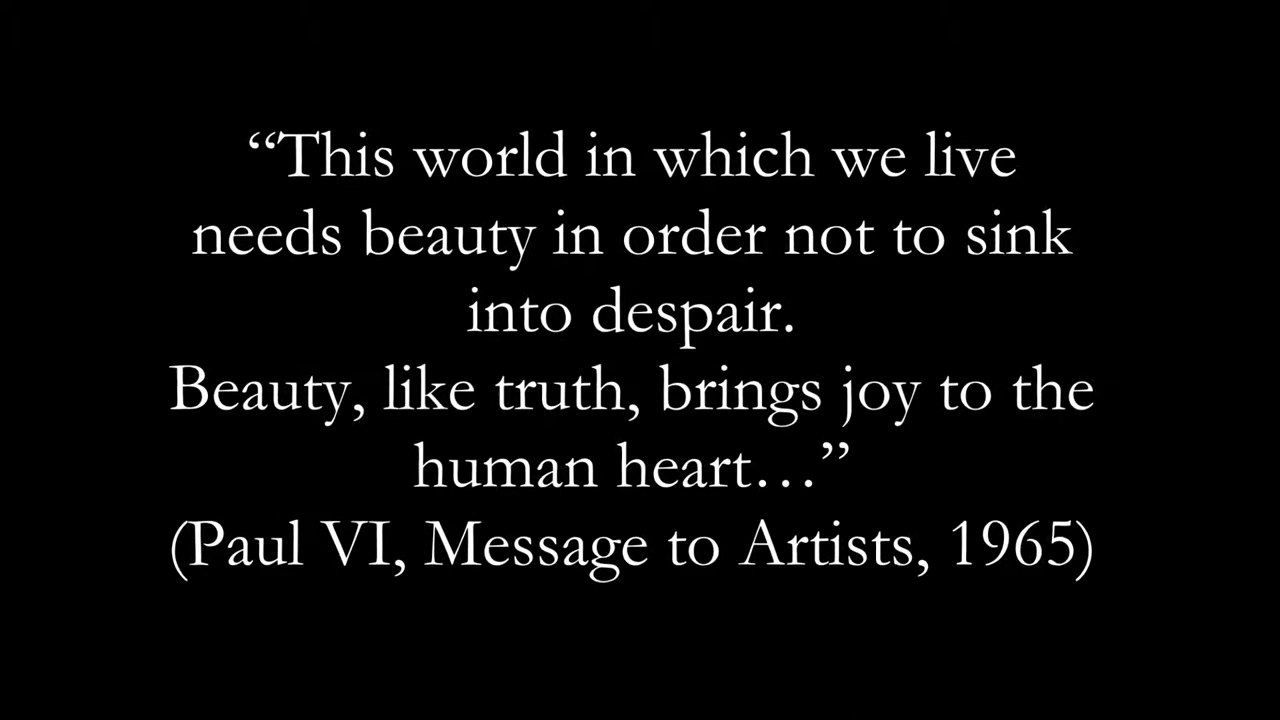 “This world in which we live
needs beauty in order not to sink
into despair.
Beauty, like truth, brings joy to the
human heart…”
(Paul VI, Message to Artists, 1965)